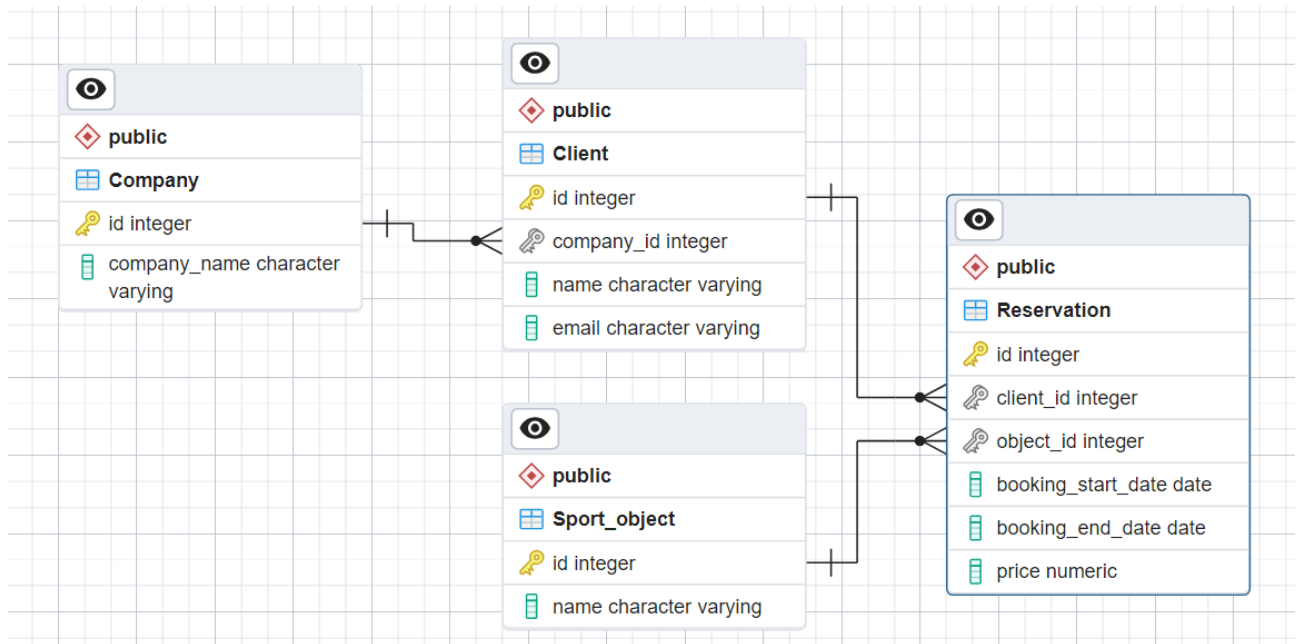 public
Company
id integer
company_name character
varying
public
Client
id integer
company_id integer
name character varying
email character varying
public
Sport_object
id integer
name character varying
public
Reservation
id integer
client_id integer
object_id integer
booking_start_date date
booking_end_date date
price numeric